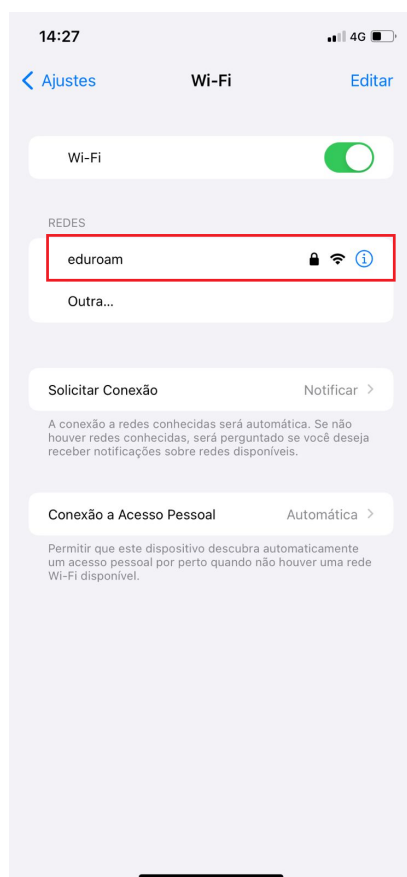 14:27 4G
Ajustes Wi-Fi Editar
Wi-Fi
REDES
eduroam
Outra...
Solicitar Conexão Notificar
A conexão a redes conhecidas será automática. Se não
houver redes conhecidas, será perguntado se você deseja
receber notificações sobre redes disponíveis.
Conexão a Acesso Pessoal Automática
Permitir que este dispositivo descubra automaticamente
um acesso pessoal por perto quando não houver uma rede
Wi-Fi disponível.